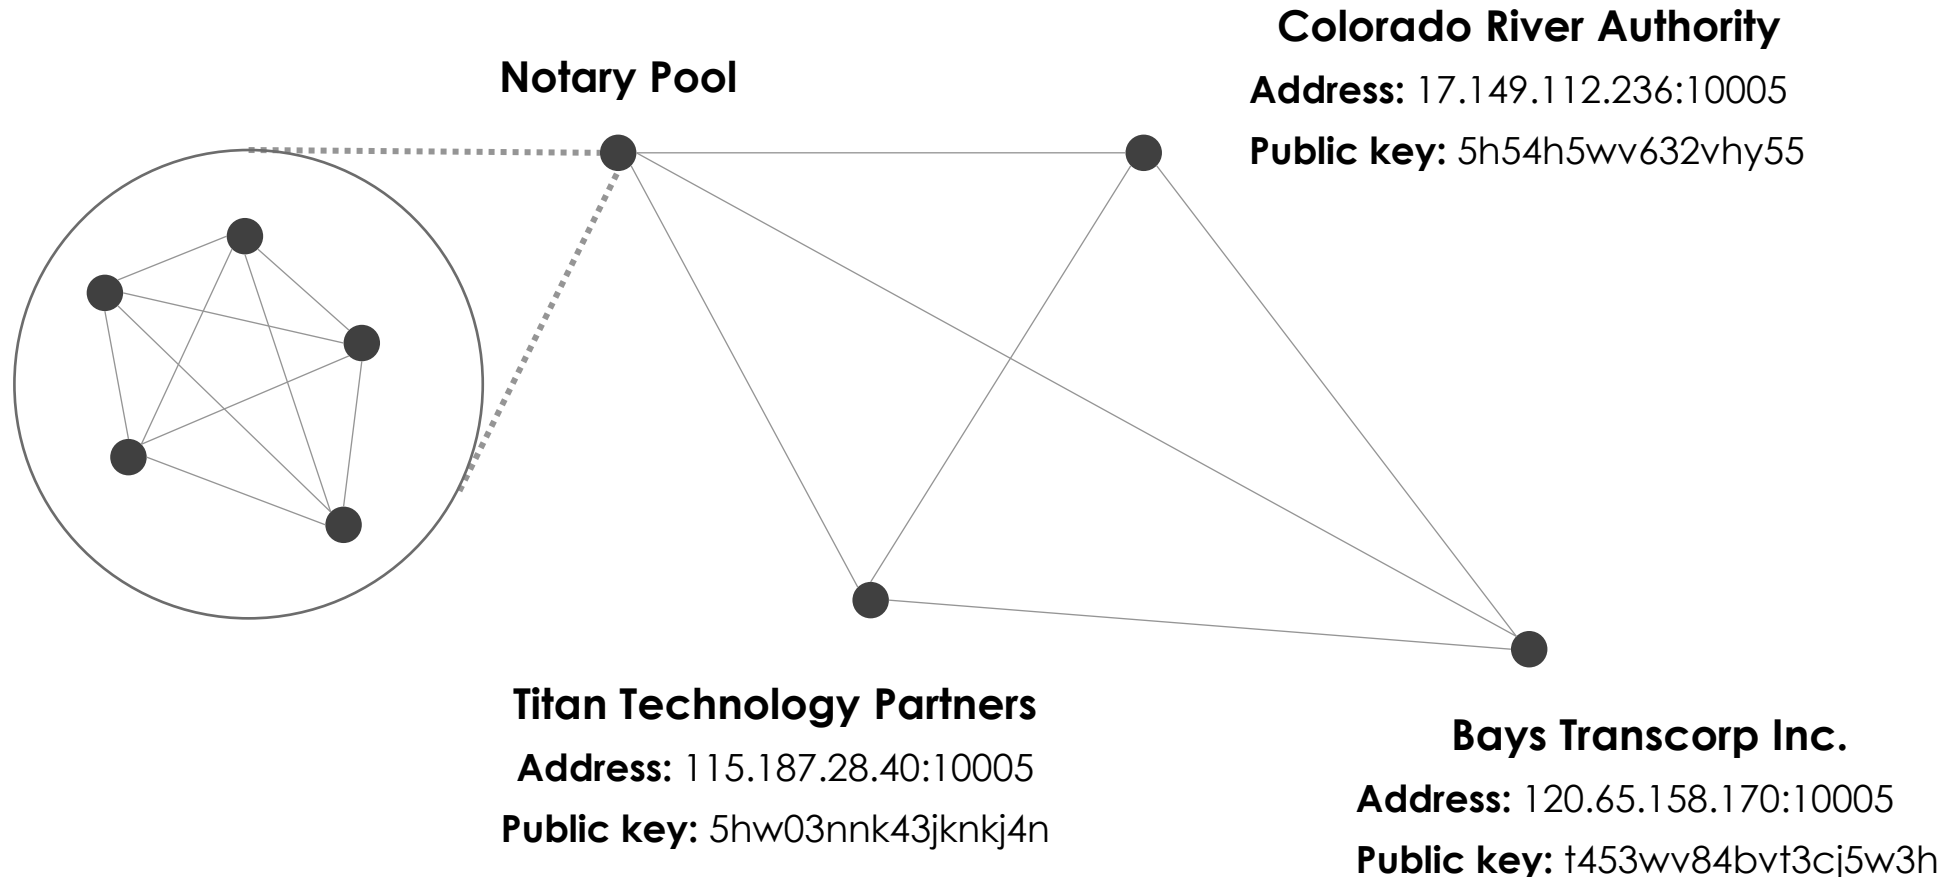 Notary Pool
Colorado River Authority
Address: 17.149.112.236:10005
Public key: 5h54h5wv632vhy55
Titan Technology Partners
Address: 115.187.28.40:10005
Public key: 5hw03nnk43jknkj4n
Bays Transcorp Inc.
Address: 120.65.158.170:10005
Public key: t453wv84bvt3cj5w3h